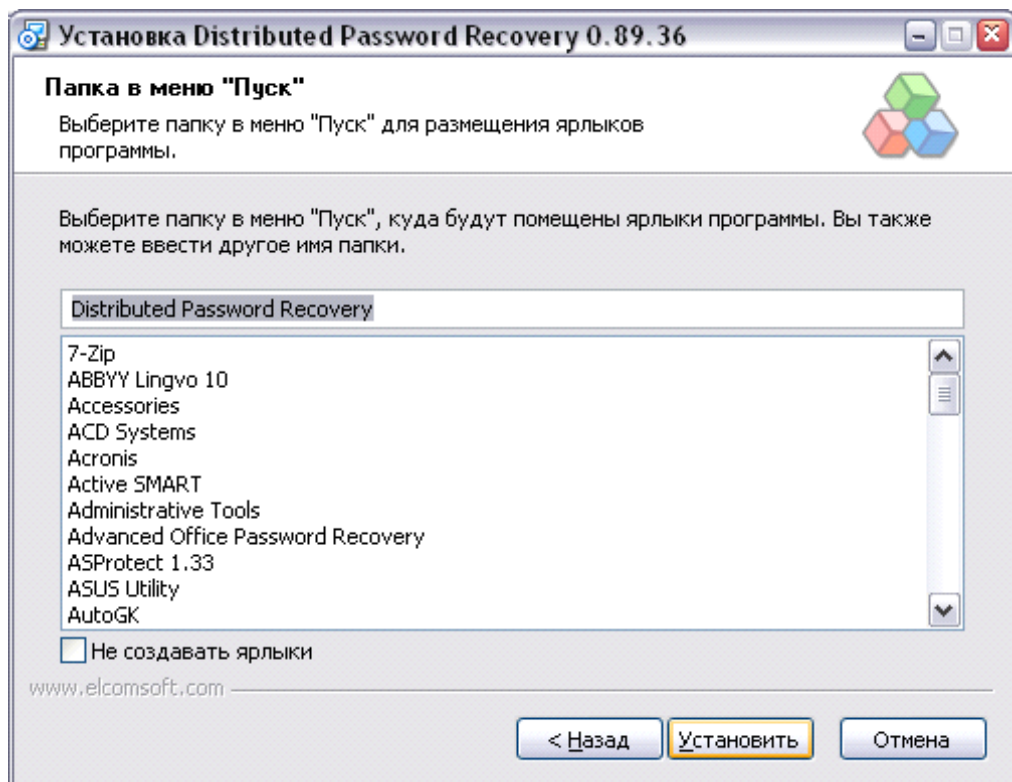 Установка Distributed Password Recovery 0.89.36
Папка в меню "Пуск"
Выберите папку в меню "Пуск" для размещения ярлыков
программы.
Выберите папку в меню "Пуск", куда будут помещены ярлыки программы. Вы также
можете ввести другое имя папки.
Distributed Password Recovery
7-Zip
ABBYY Lingvo 10
Accessories
ACD Systems
Acronis
Active SMART
Administrative Tools
Advanced Office Password Recovery
ASProtect 1.33
ASUS Utility
AutoGK
Не создавать ярлыки
www.elcomsoft.com
< Назад Установить Отмена